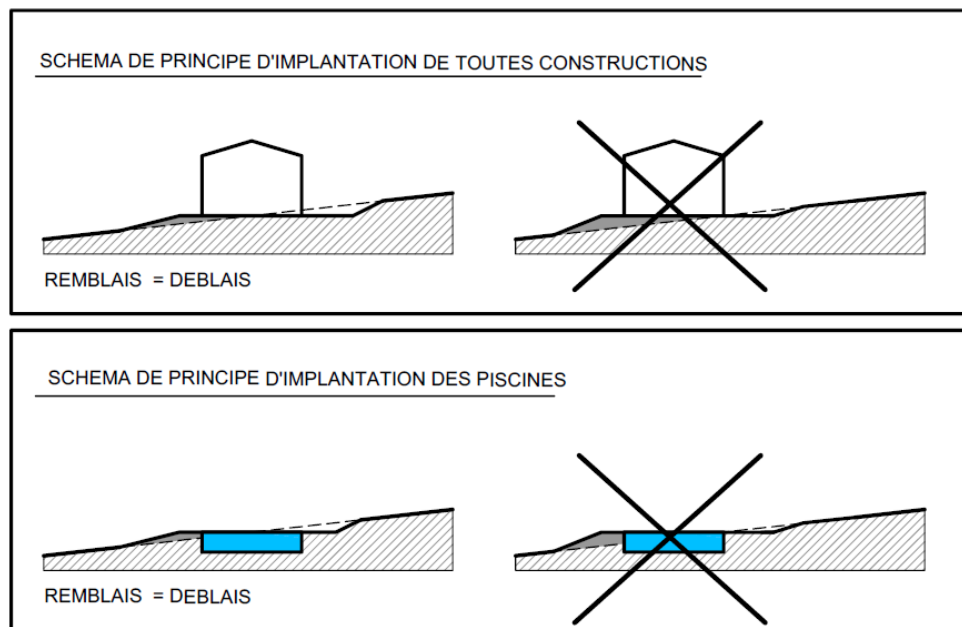 SCHEMA DE PRINCIPE D'IMPLANTATION DE TOUTES CONSTRUCTIONS
REMBLAIS = DEBLAIS
SCHEMA DE PRINCIPE D'IMPLANTATION DES PISCINES
REMBLAIS = DEBLAIS